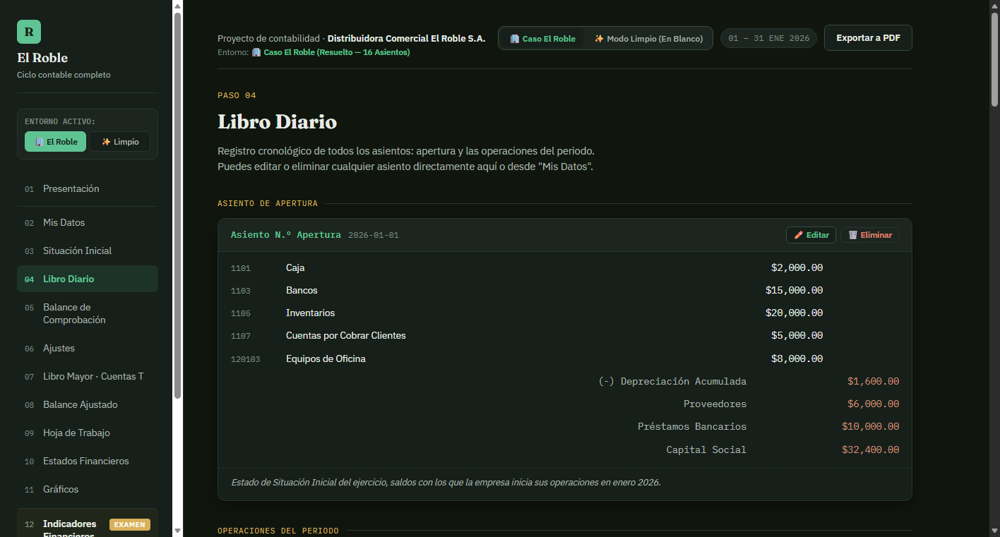 R
El Roble
Ciclo contable completo
ENTORNO ACTIVO:
🏢 El Roble
✨ Limpio
01 Presentación
02 Mis Datos
03 Situación Inicial
04 Libro Diario
05 Balance de
Comprobación
06 Ajustes
07 Libro Mayor · Cuentas T
08 Balance Ajustado
09 Hoja de Trabajo
10 Estados Financieros
11 Gráficos
12 Indicadores EXAMEN
Financieros
Proyecto de contabilidad · Distribuidora Comercial El Roble S.A.
Entorno: 🏢 Caso El Roble (Resuelto — 16 Asientos)
🏢 Caso El Roble
✨ Modo Limpio (En Blanco)
01 — 31 ENE 2026
Exportar a PDF
PASO 04
Libro Diario
Registro cronológico de todos los asientos: apertura y las operaciones del periodo.
Puedes editar o eliminar cualquier asiento directamente aquí o desde "Mis Datos".
ASIENTO DE APERTURA
Asiento N.º Apertura 2026-01-01
✏️ Editar
🗑️ Eliminar
1101 Caja $2,000.00
1103 Bancos $15,000.00
1105 Inventarios $20,000.00
1107 Cuentas por Cobrar Clientes $5,000.00
120103 Equipos de Oficina $8,000.00
(-) Depreciación Acumulada $1,600.00
Proveedores $6,000.00
Préstamos Bancarios $10,000.00
Capital Social $32,400.00
Estado de Situación Inicial del ejercicio, saldos con los que la empresa inicia sus operaciones en enero 2026.
OPERACIONES DEL PERIODO